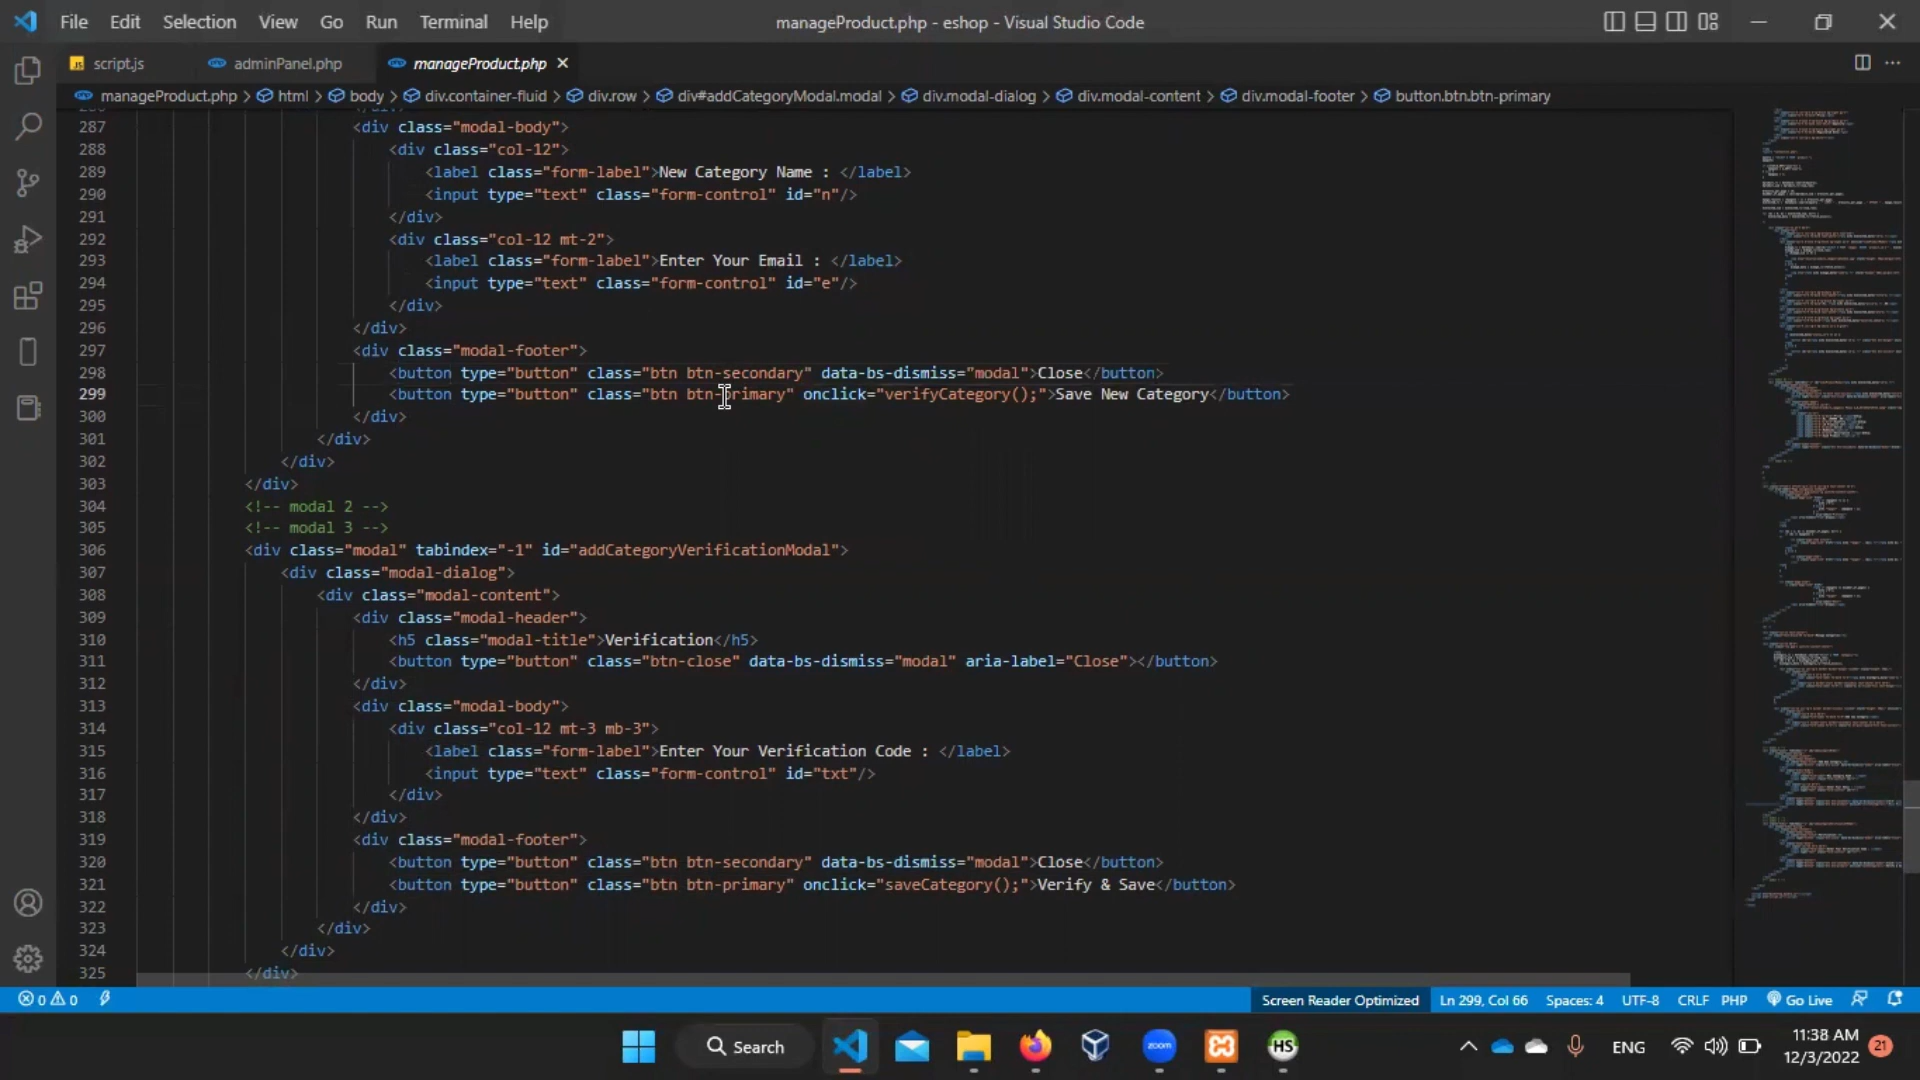 File Edit Selection View Go Run Terminal Help manageProduct.php - eshop - Visual Studio Code
script.js adminPanel.php manageProduct.php
manageProduct.php > html > body > div.container-fluid > div.row > div#addCategoryModal.modal > div.modal-dialog > div.modal-content > div.modal-footer > button.btn.btn-primary
287 <div class="modal-body">
288 <div class="col-12">
289 <label class="form-label">New Category Name : </label>
290 <input type="text" class="form-control" id="n"/>
291 </div>
292 <div class="col-12 mt-2">
293 <label class="form-label">Enter Your Email : </label>
294 <input type="text" class="form-control" id="e"/>
295 </div>
296 </div>
297 <div class="modal-footer">
298 <button type="button" class="btn btn-secondary" data-bs-dismiss="modal">Close</button>
299 <button type="button" class="btn btn-primary" onclick="verifyCategory();">Save New Category</button>
300 </div>
301 </div>
302 </div>
303 </div>
304 <!-- modal 2 -->
305 <!-- modal 3 -->
306 <div class="modal" tabindex="-1" id="addCategoryVerificationModal">
307 <div class="modal-dialog">
308 <div class="modal-content">
309 <div class="modal-header">
310 <h5 class="modal-title">Verification</h5>
311 <button type="button" class="btn-close" data-bs-dismiss="modal" aria-label="Close"></button>
312 </div>
313 <div class="modal-body">
314 <div class="col-12 mt-3 mb-3">
315 <label class="form-label">Enter Your Verification Code : </label>
316 <input type="text" class="form-control" id="txt"/>
317 </div>
318 </div>
319 <div class="modal-footer">
320 <button type="button" class="btn btn-secondary" data-bs-dismiss="modal">Close</button>
321 <button type="button" class="btn btn-primary" onclick="saveCategory();">Verify & Save</button>
322 </div>
323 </div>
324 </div>
325 </div>
0 0 Screen Reader Optimized Ln 299, Col 66 Spaces: 4 UTF-8 CRLF PHP Go Live
Search zoom HS ENG 11:38 AM 21
12/3/2022